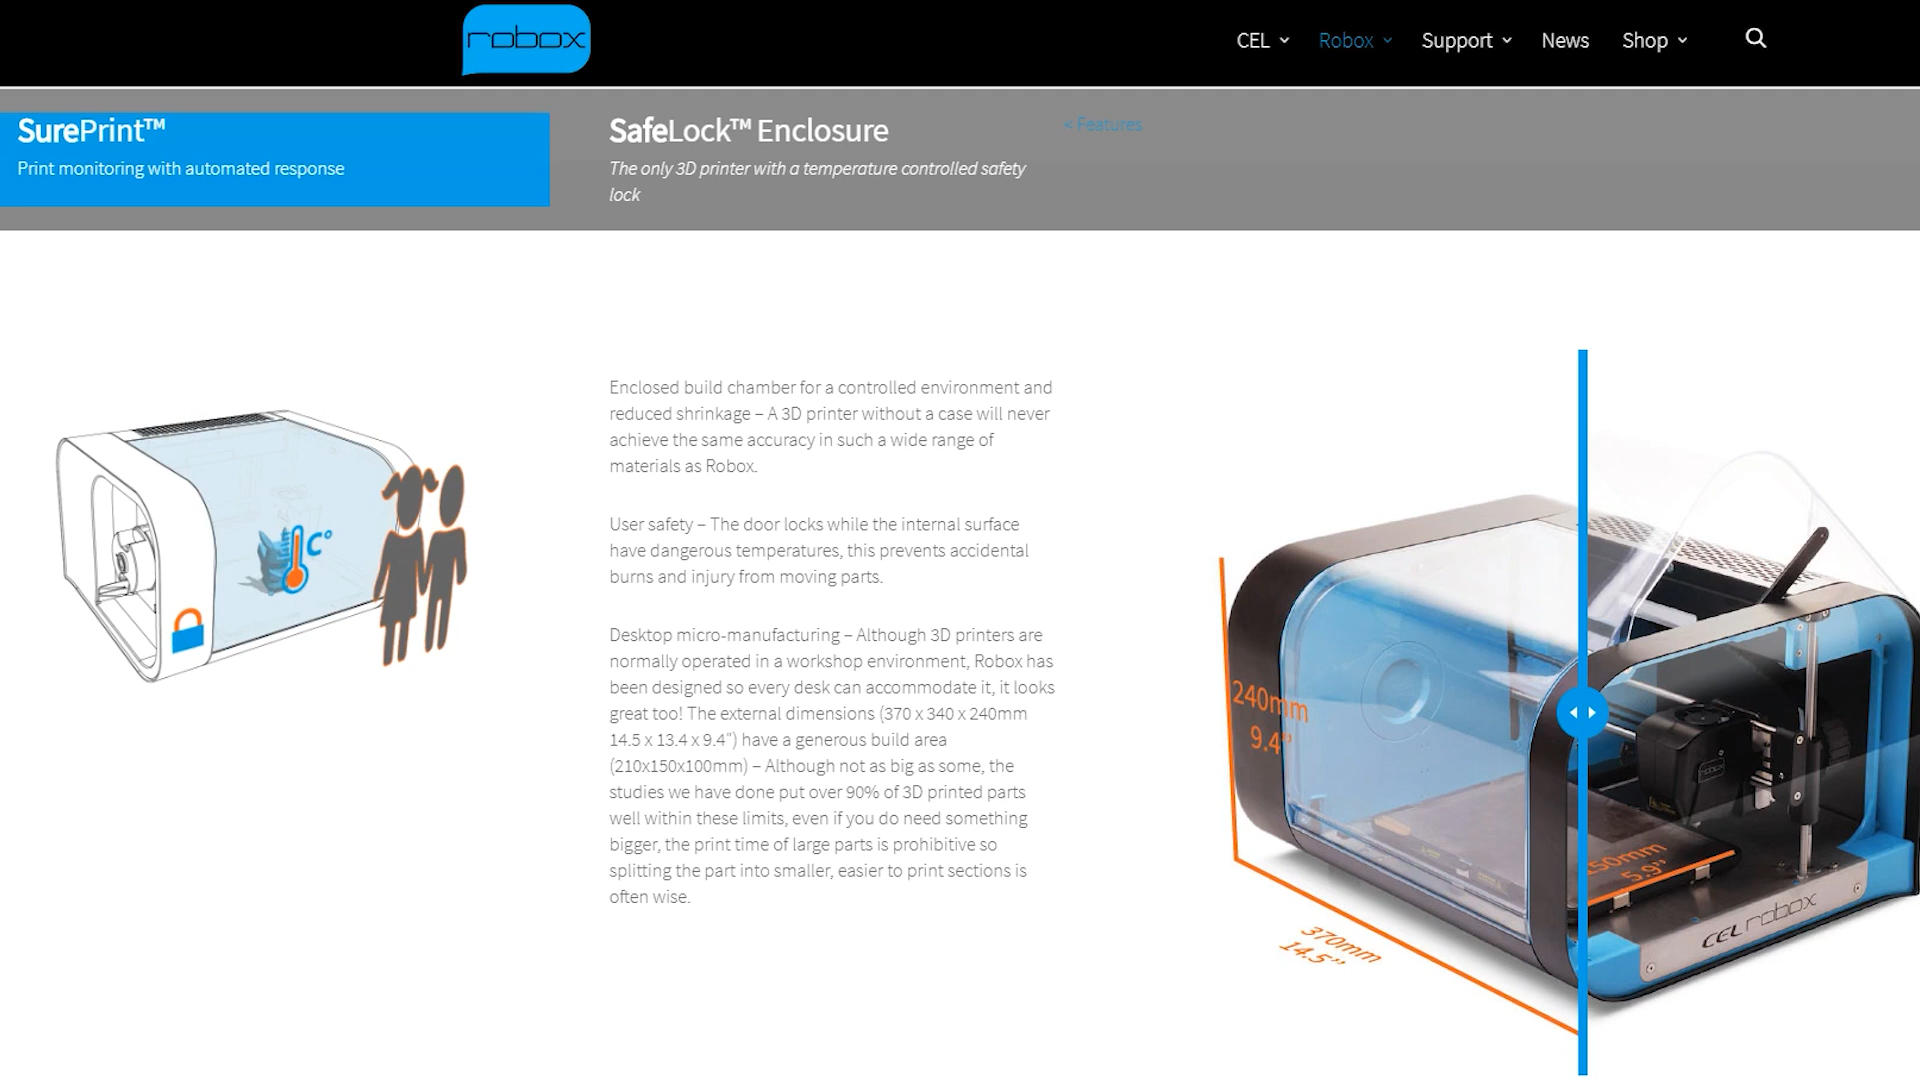 robox
CEL
Robox
Support
News
Shop
SurePrint™
Print monitoring with automated response
SafeLock™ Enclosure
The only 3D printer with a temperature controlled safety
lock
< Features
Enclosed build chamber for a controlled environment and
reduced shrinkage – A 3D printer without a case will never
achieve the same accuracy in such a wide range of
materials as Robox.
User safety – The door locks while the internal surface
have dangerous temperatures, this prevents accidental
burns and injury from moving parts.
Desktop micro-manufacturing – Although 3D printers are
normally operated in a workshop environment, Robox has
been designed so every desk can accommodate it, it looks
great too! The external dimensions (370 x 340 x 240mm
14.5 x 13.4 x 9.4″) have a generous build area
(210x150x100mm) – Although not as big as some, the
studies we have done put over 90% of 3D printed parts
well within these limits, even if you do need something
bigger, the print time of large parts is prohibitive so
splitting the part into smaller, easier to print sections is
often wise.
C°
240mm
9.4”
370mm
14.5”
50mm
5.9”
robox
CEL robox